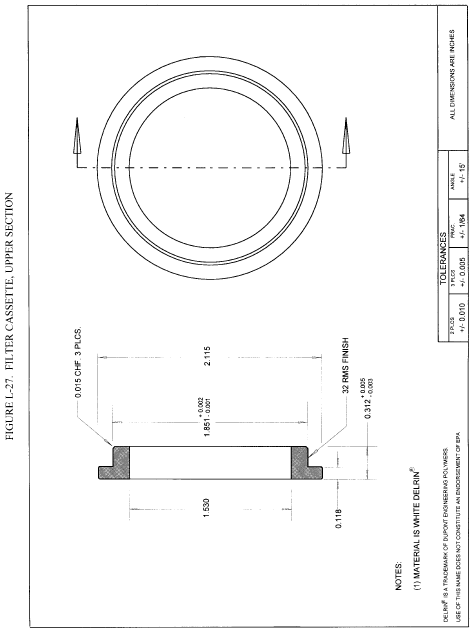 FIGURE L-27. FILTER CASSETTE, UPPER SECTION
0.015 CHF. 3 PLCS.
2.115
+ 0.002
1.851 - 0.001
32 RMS FINISH
+ 0.005
0.312 - 0.003
1.530
0.118
NOTES:
(1) MATERIAL IS WHITE DELRIN®
DELRIN® IS A TRADEMARK OF DUPONT ENGINEERING POLYMERS.
USE OF THIS NAME DOES NOT CONSTITUTE AN ENDORSEMENT OF EPA
TOLERANCES
2 PLCS 3 PLCS FRAC ANGLE
+/- 0.010 +/- 0.005 +/- 1/64 +/- 15'
ALL DIMENSIONS ARE INCHES